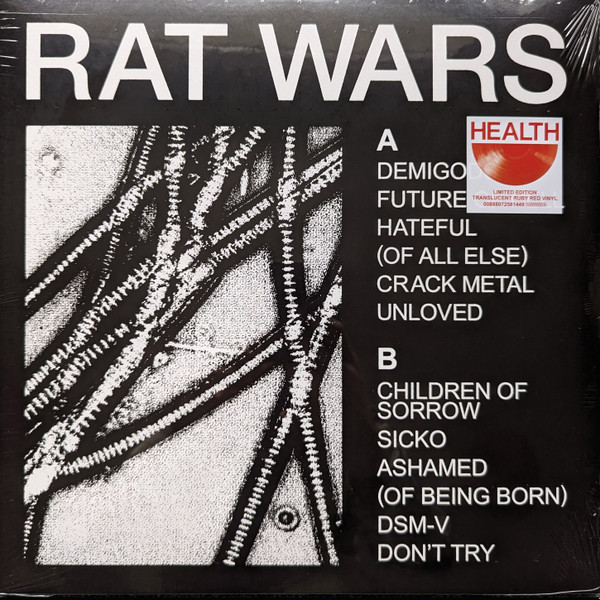 RAT WARS
A
HEALTH
LIMITED EDITION
TRANSLUCENT RUBY RED VINYL
DEMIGOD
FUTURE
HATEFUL
(OF ALL ELSE)
CRACK METAL
UNLOVED
B
CHILDREN OF
SORROW
SICKO
ASHAMED
(OF BEING BORN)
DSM-V
DON'T TRY